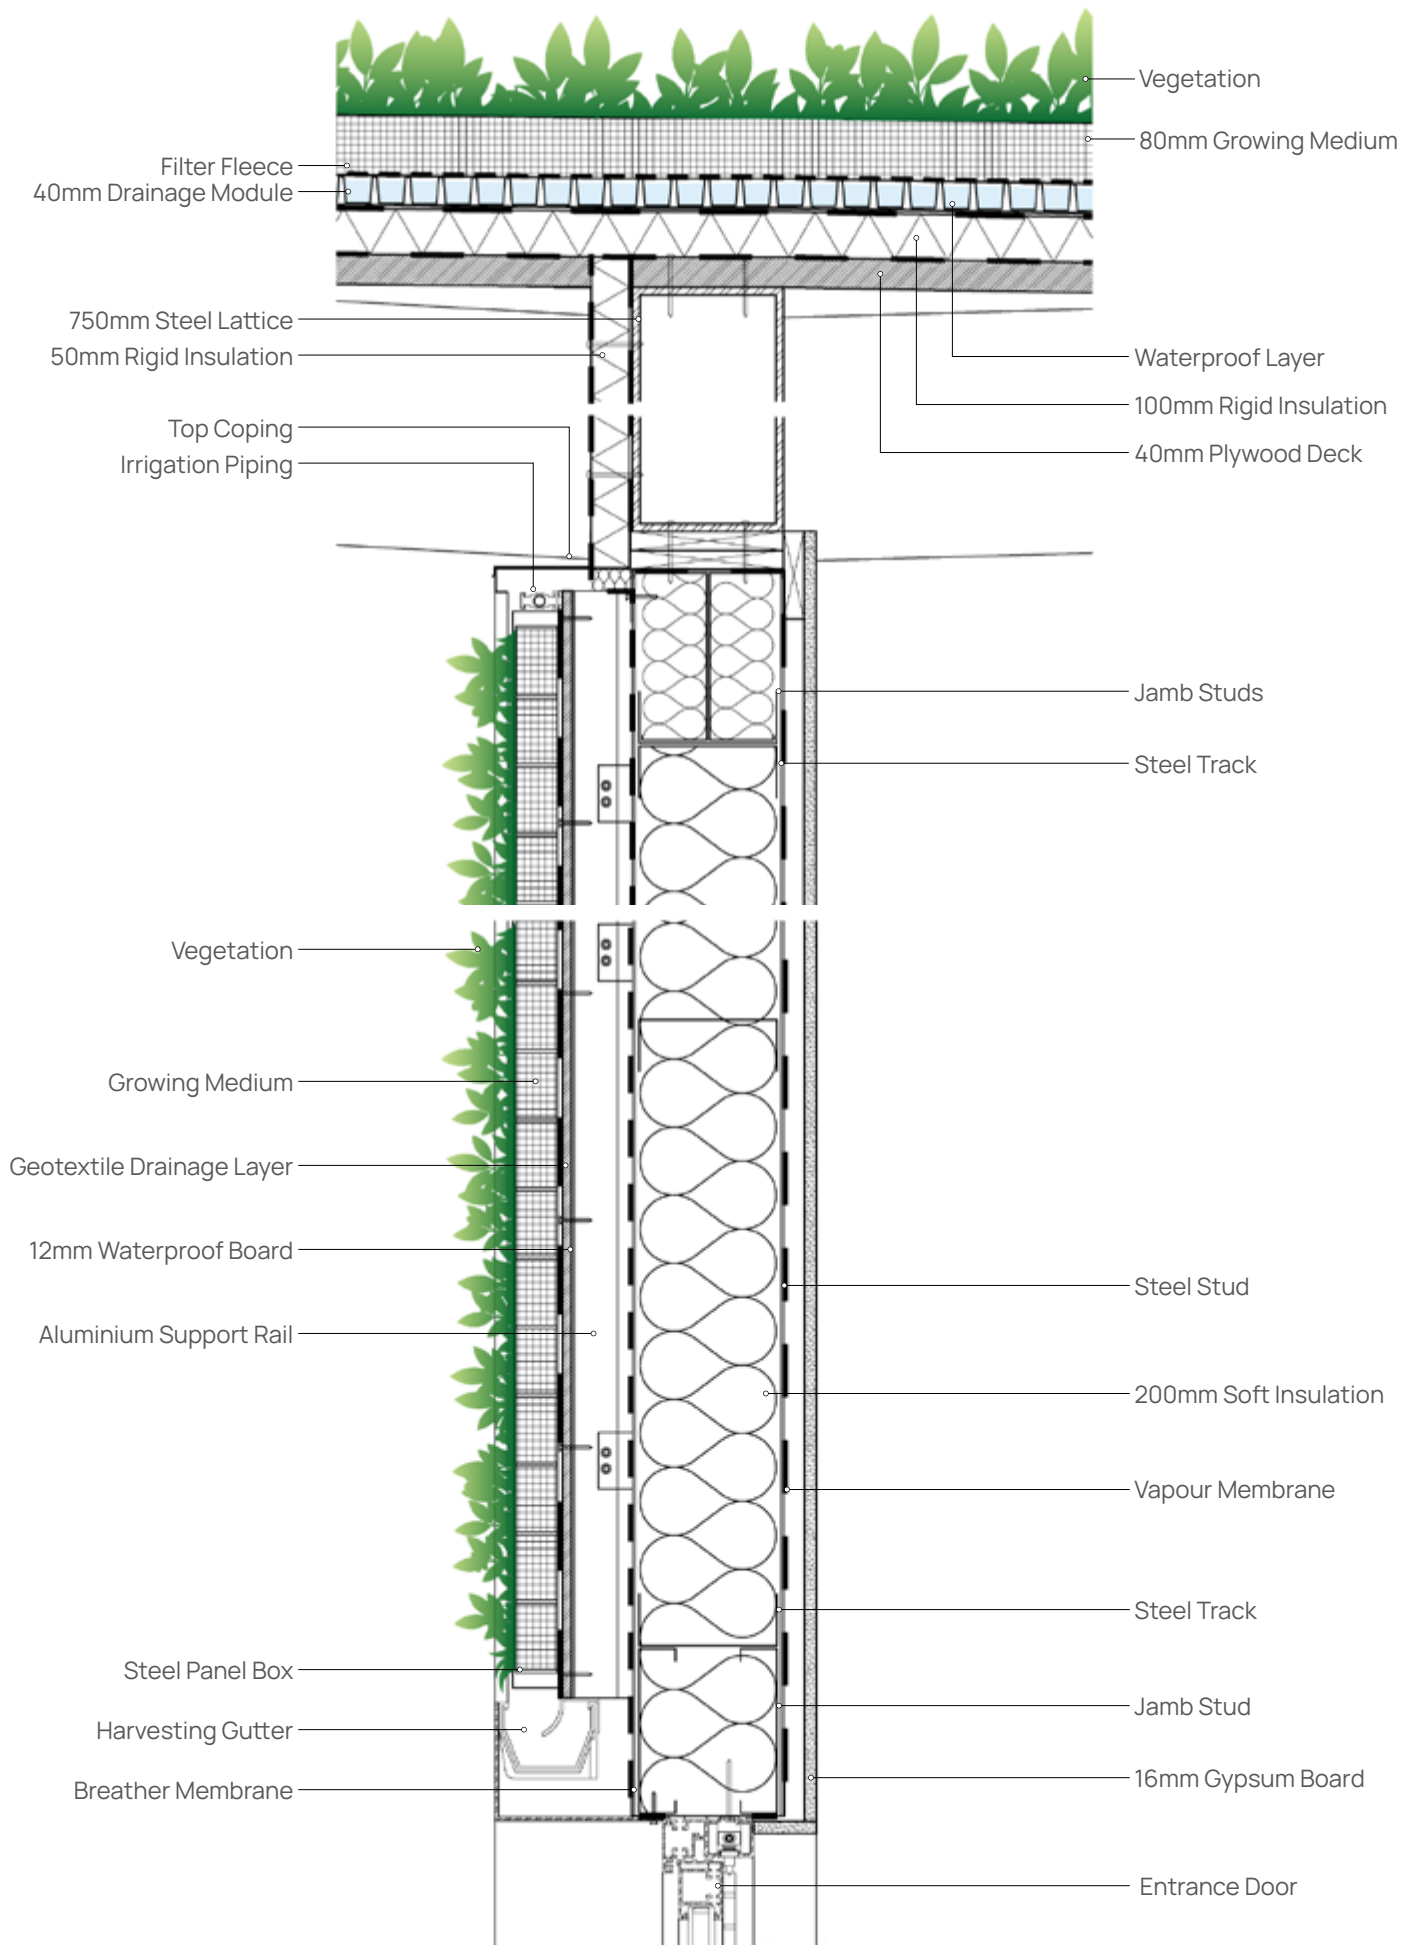 Vegetation
80mm Growing Medium
Filter Fleece
40mm Drainage Module
750mm Steel Lattice
50mm Rigid Insulation
Waterproof Layer
100mm Rigid Insulation
Top Coping
40mm Plywood Deck
Irrigation Piping
Jamb Studs
Steel Track
Vegetation
Growing Medium
Geotextile Drainage Layer
12mm Waterproof Board
Steel Stud
Aluminium Support Rail
200mm Soft Insulation
Vapour Membrane
Steel Track
Steel Panel Box
Jamb Stud
Harvesting Gutter
16mm Gypsum Board
Breather Membrane
Entrance Door